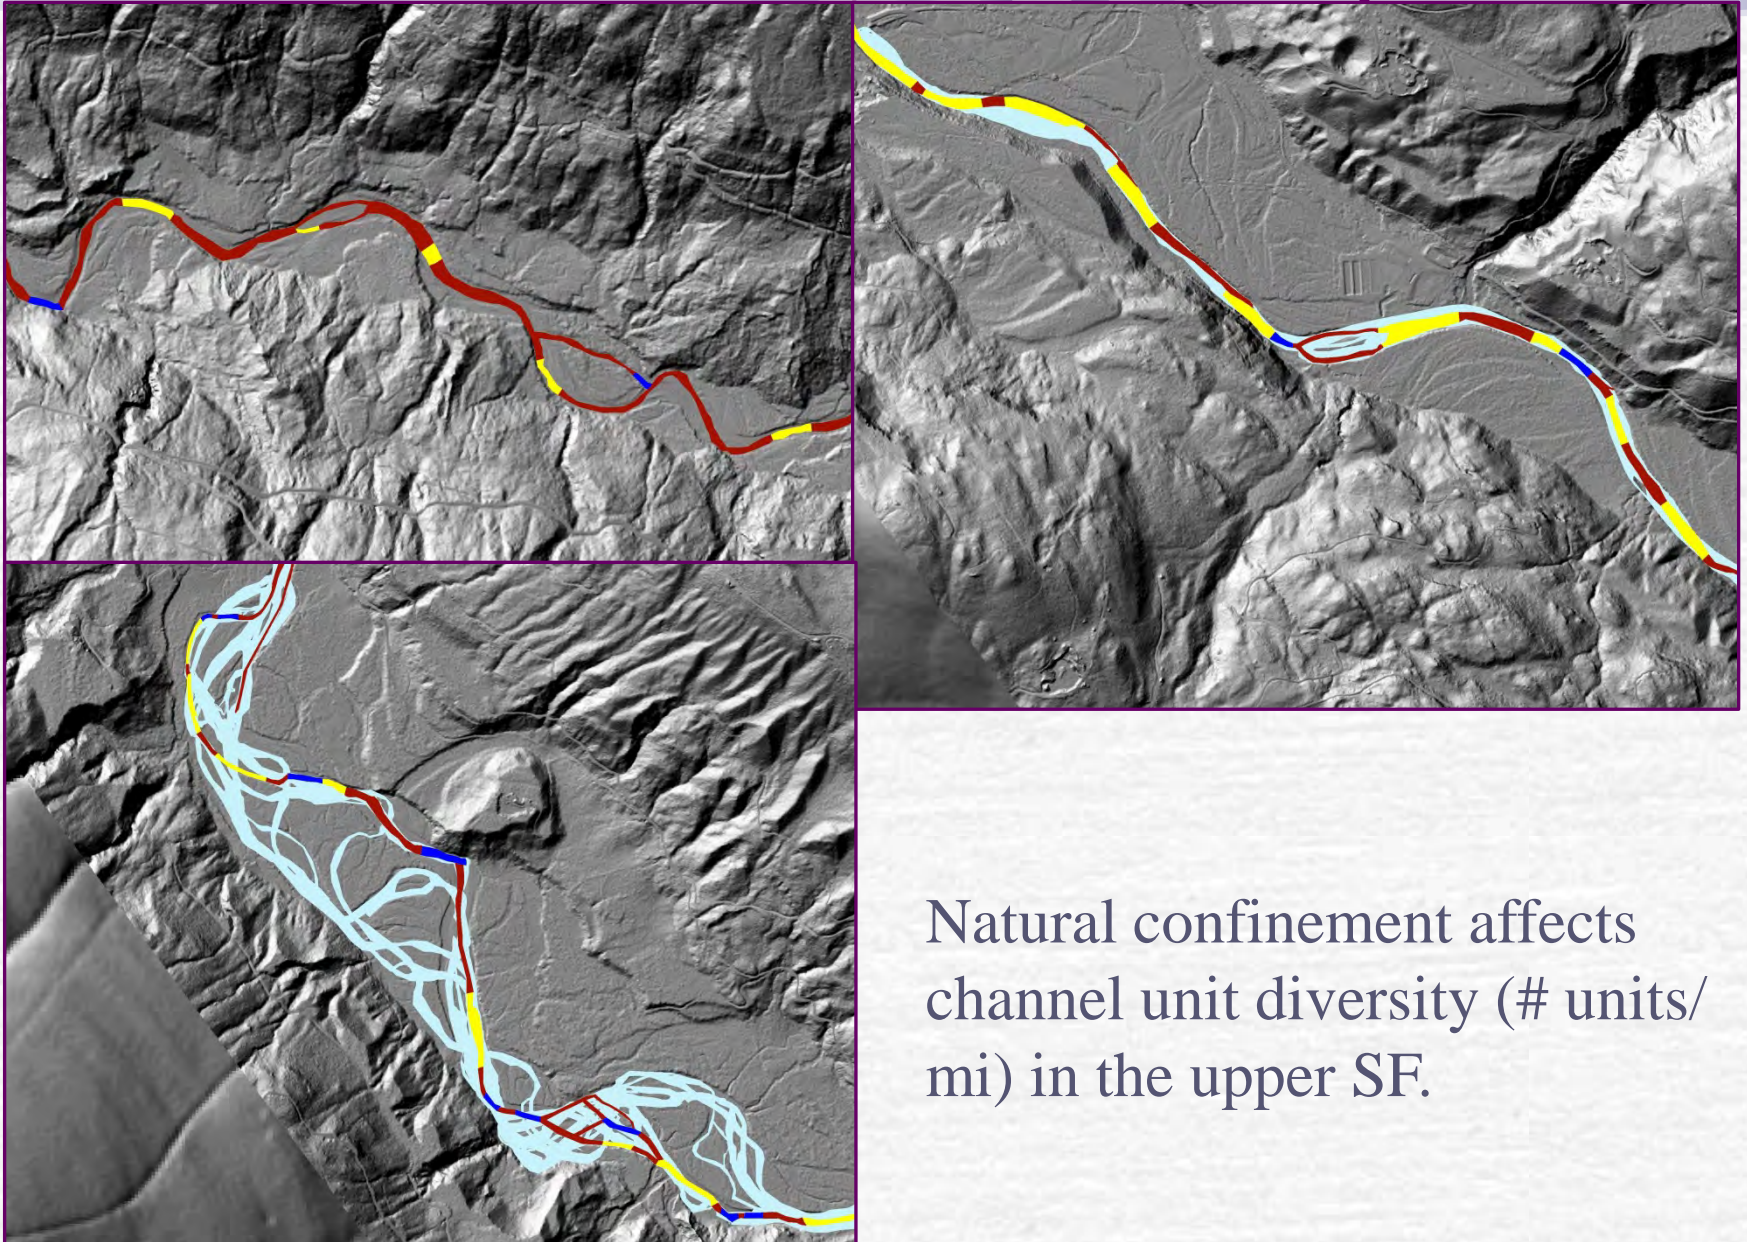 Natural confinement affects
channel unit diversity (# units/
mi) in the upper SF.